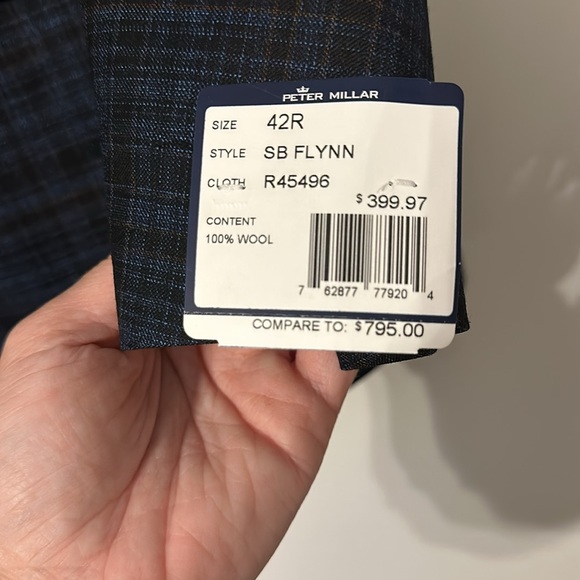 PETER MILLAR
SIZE 42R
STYLE SB FLYNN
CLOTH R45496
$399.97
CONTENT
100% WOOL
7 62877 77920 4
COMPARE TO: $795.00